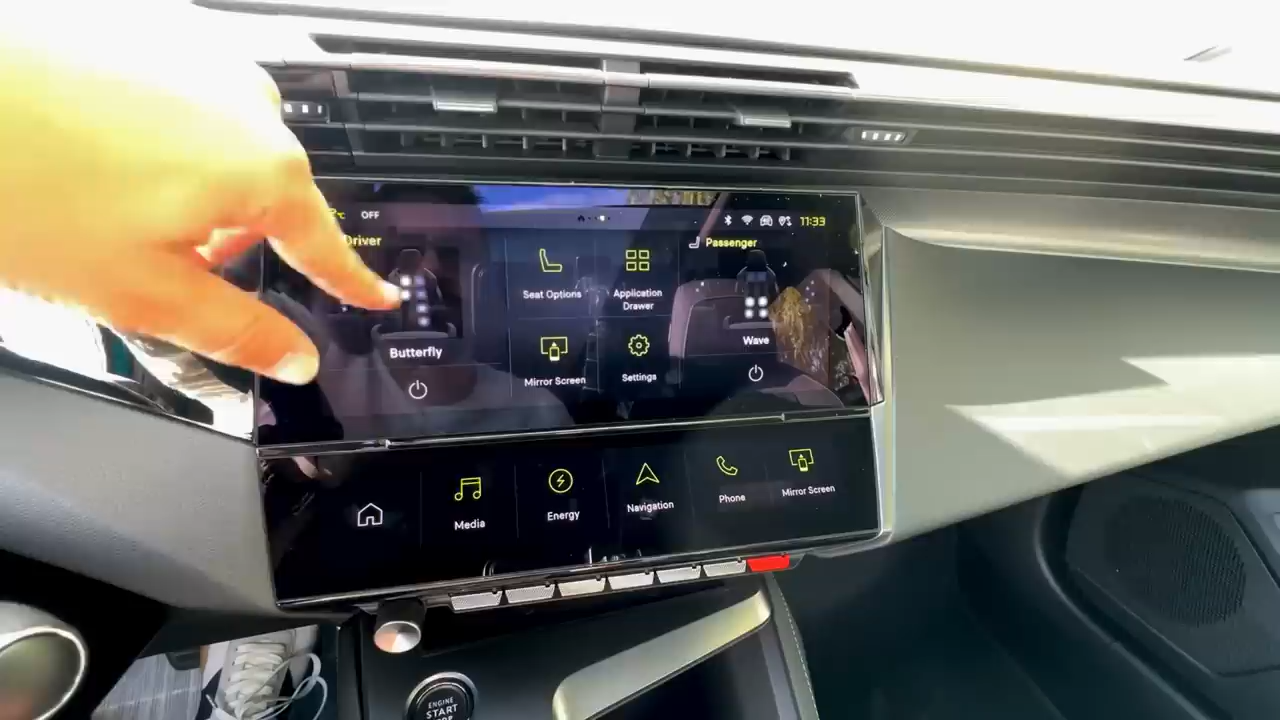 °C OFF
11:33
Driver
Passenger
Seat Options
Application
Drawer
Butterfly
Wave
Mirror Screen
Settings
Media
Energy
Navigation
Phone
Mirror Screen
ENGINE
START